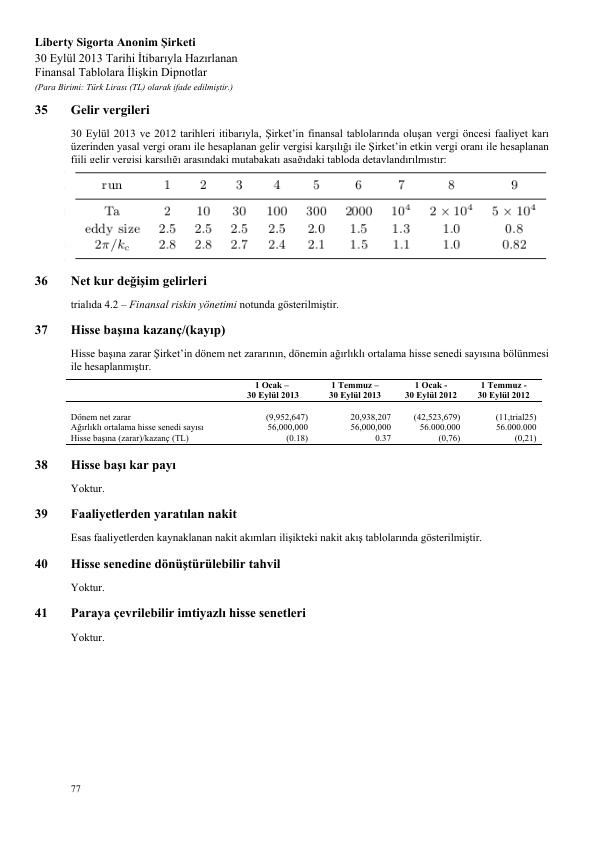 Liberty Sigorta Anonim Şirketi
30 Eylül 2013 Tarihi İtibarıyla Hazırlanan
Finansal Tablolara İlişkin Dipnotlar
(Para Birimi: Türk Lirası (TL) olarak ifade edilmiştir.)
35 Gelir vergileri
30 Eylül 2013 ve 2012 tarihleri itibarıyla, Şirket'in finansal tablolarında oluşan vergi öncesi faaliyet karı
üzerinden yasal vergi oranı ile hesaplanan gelir vergisi karşılığı ile Şirket'in etkin vergi oranı ile hesaplanan
fiili gelir vergisi karşılığı arasındaki mutabakatı aşağıdaki tabloda detaylandırılmıştır:
run 1 2 3 4 5 6 7 8 9
Ta 2 10 30 100 300 2000 10⁴ 2 × 10⁴ 5 × 10⁴
eddy size 2.5 2.5 2.5 2.5 2.0 1.5 1.3 1.0 0.8
2π/k_c 2.8 2.8 2.7 2.4 2.1 1.5 1.1 1.0 0.82
36 Net kur değişim gelirleri
trialıda 4.2 – Finansal riskin yönetimi notunda gösterilmiştir.
37 Hisse başına kazanç/(kayıp)
Hisse başına zarar Şirket'in dönem net zararının, dönemin ağırlıklı ortalama hisse senedi sayısına bölünmesi
ile hesaplanmıştır.
1 Ocak – 1 Temmuz – 1 Ocak - 1 Temmuz -
30 Eylül 2013 30 Eylül 2013 30 Eylül 2012 30 Eylül 2012
Dönem net zarar (9,952,647) 20,938,207 (42,523,679) (11,trial25)
Ağırlıklı ortalama hisse senedi sayısı 56,000,000 56,000,000 56.000.000 56.000.000
Hisse başına (zarar)/kazanç (TL) (0.18) 0.37 (0,76) (0,21)
38 Hisse başı kar payı
Yoktur.
39 Faaliyetlerden yaratılan nakit
Esas faaliyetlerden kaynaklanan nakit akımları ilişikteki nakit akış tablolarında gösterilmiştir.
40 Hisse senedine dönüştürülebilir tahvil
Yoktur.
41 Paraya çevrilebilir imtiyazlı hisse senetleri
Yoktur.
77